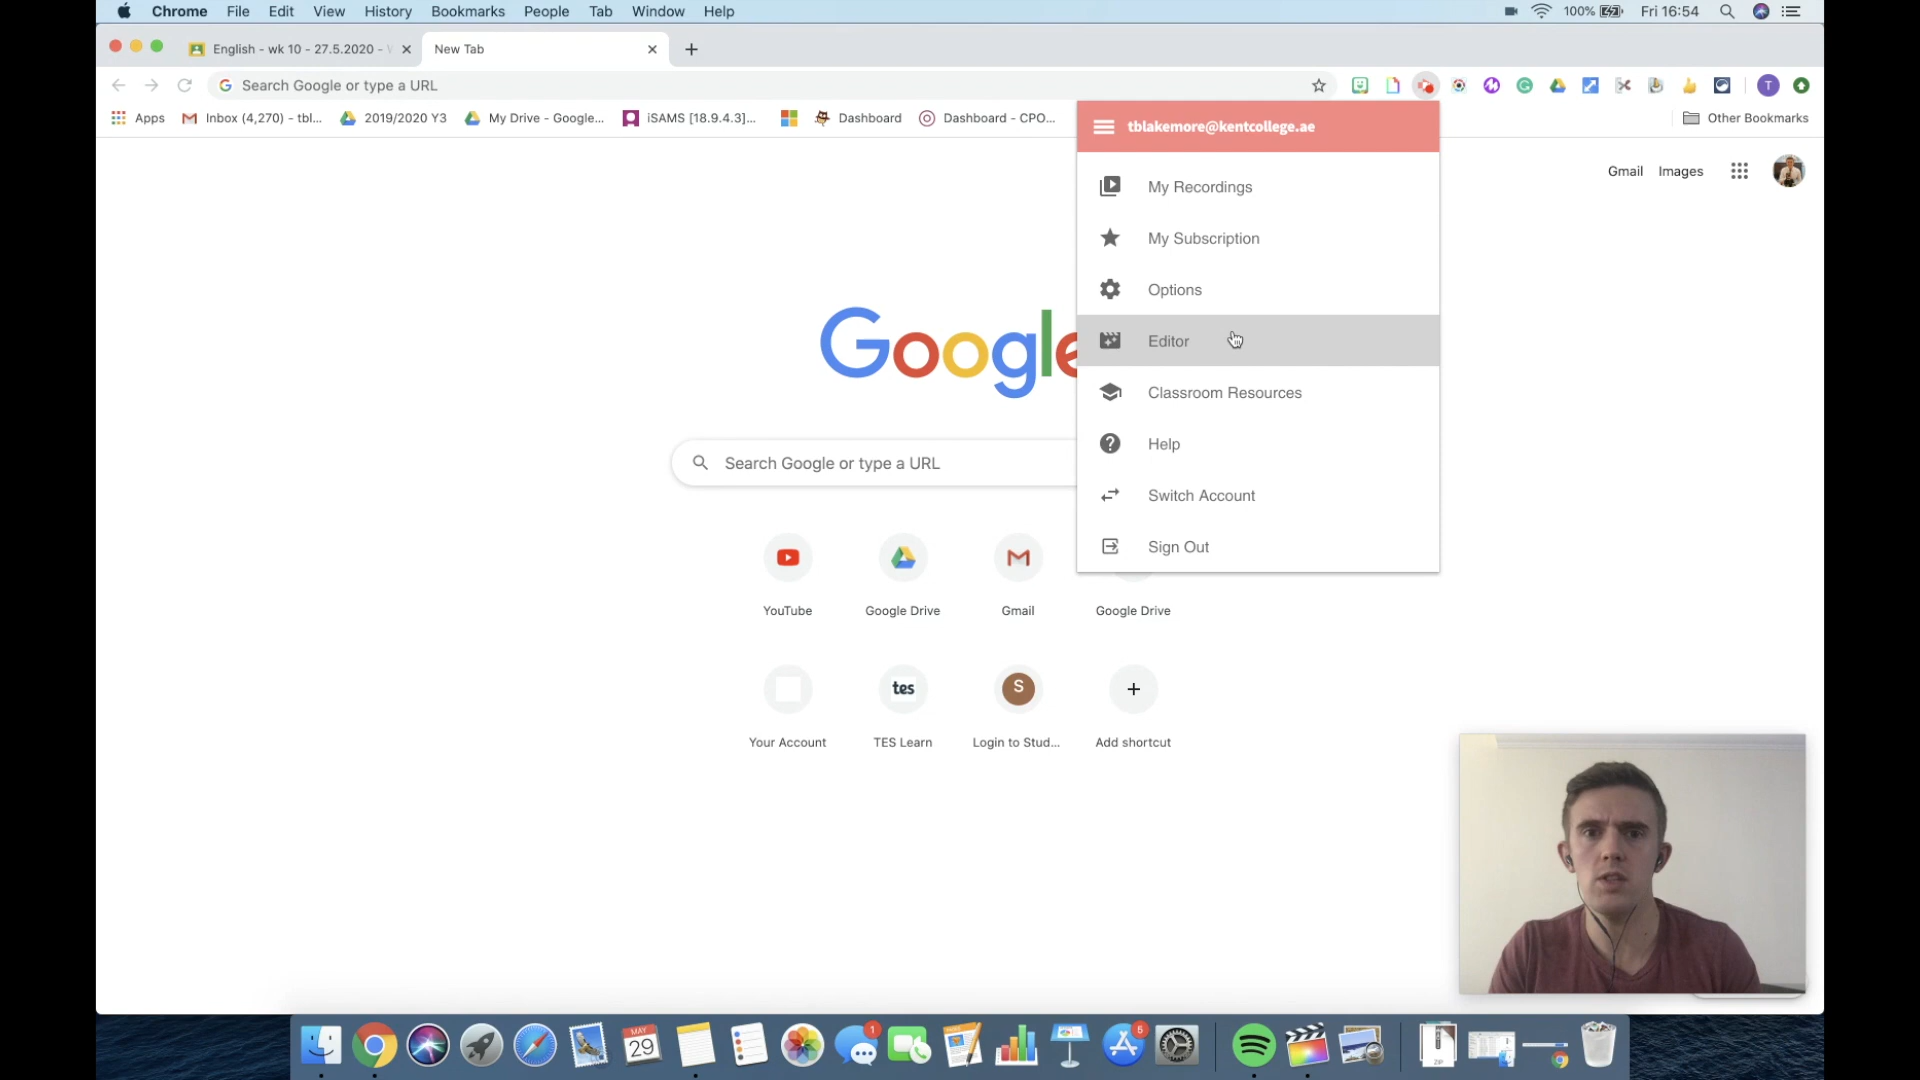 Chrome File Edit View History Bookmarks People Tab Window Help 100% Fri 16:54
English - wk 10 - 27.5.2020 - New Tab
Search Google or type a URL T
Apps Inbox (4,270) - tbl... 2019/2020 Y3 My Drive - Google... iSAMS [18.9.4.3]... Dashboard Dashboard - CPO... Other Bookmarks
tblakemore@kentcollege.ae
Gmail Images
My Recordings
My Subscription
Options
Editor
Classroom Resources
Help
Switch Account
Sign Out
Google
Search Google or type a URL
YouTube Google Drive Gmail Google Drive
tes S
Your Account TES Learn Login to Stud... Add shortcut
MAY
29
1
5
ZIP